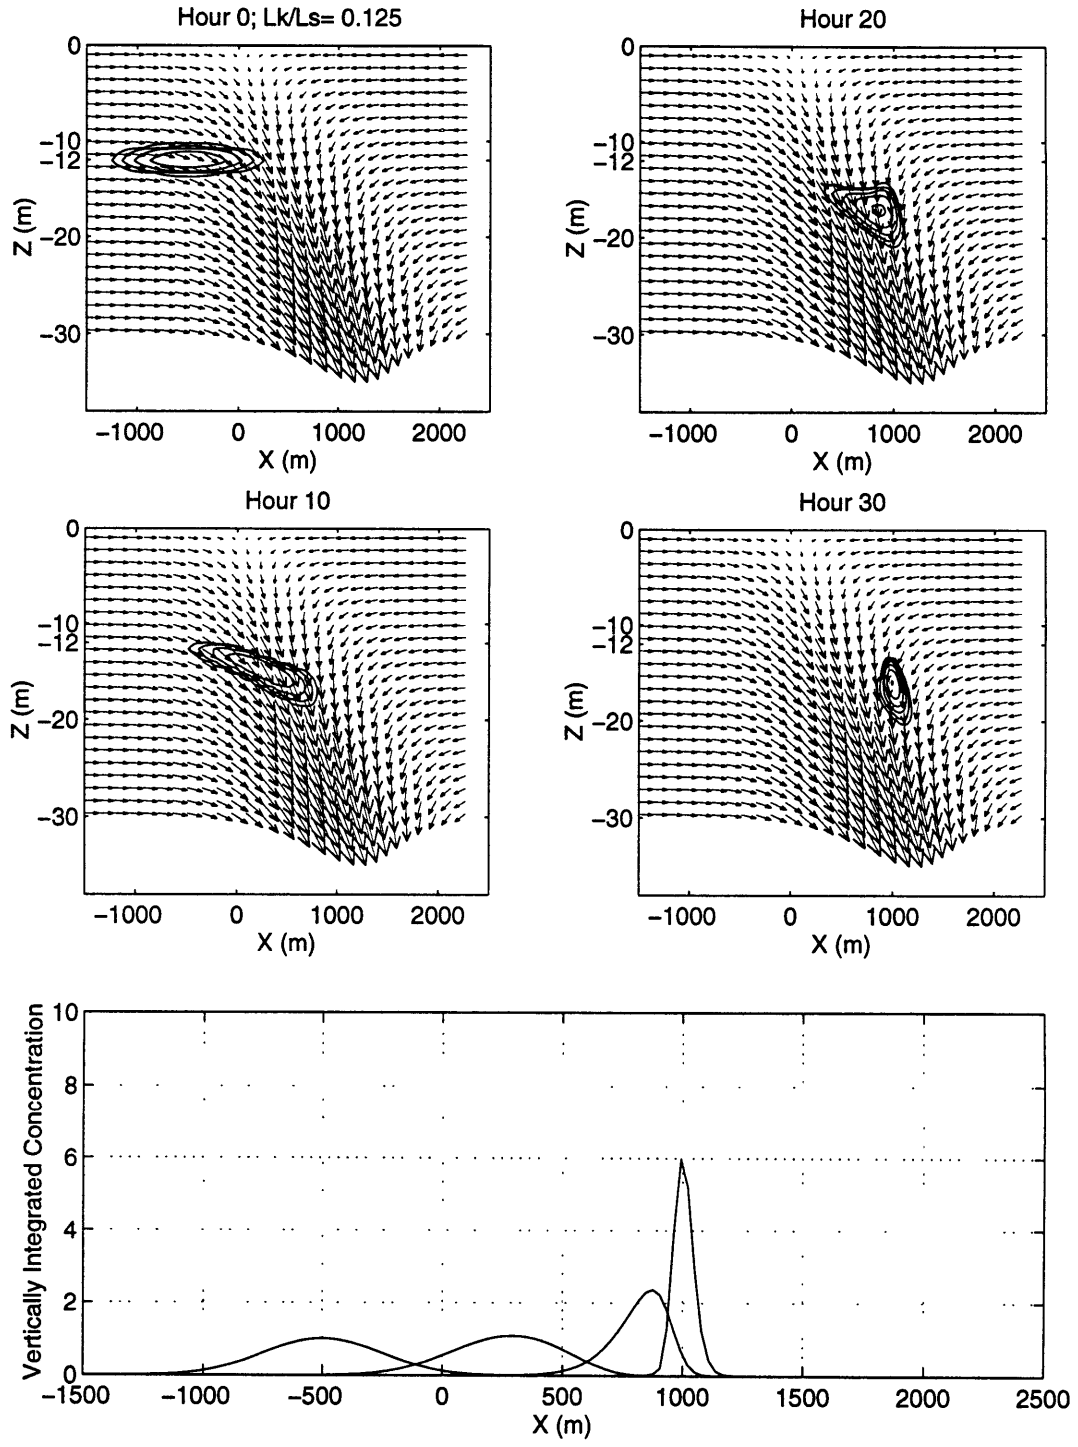 Hour 0; Lk/Ls= 0.125
0
−10
−12
−20
−30
Z (m)
−1000 0 1000 2000
X (m)
Hour 20
0
−10
−12
−20
−30
Z (m)
−1000 0 1000 2000
X (m)
Hour 10
0
−10
−12
−20
−30
Z (m)
−1000 0 1000 2000
X (m)
Hour 30
0
−10
−12
−20
−30
Z (m)
−1000 0 1000 2000
X (m)
Vertically Integrated Concentration
10
8
6
4
2
0
−1500 −1000 −500 0 500 1000 1500 2000 2500
X (m)